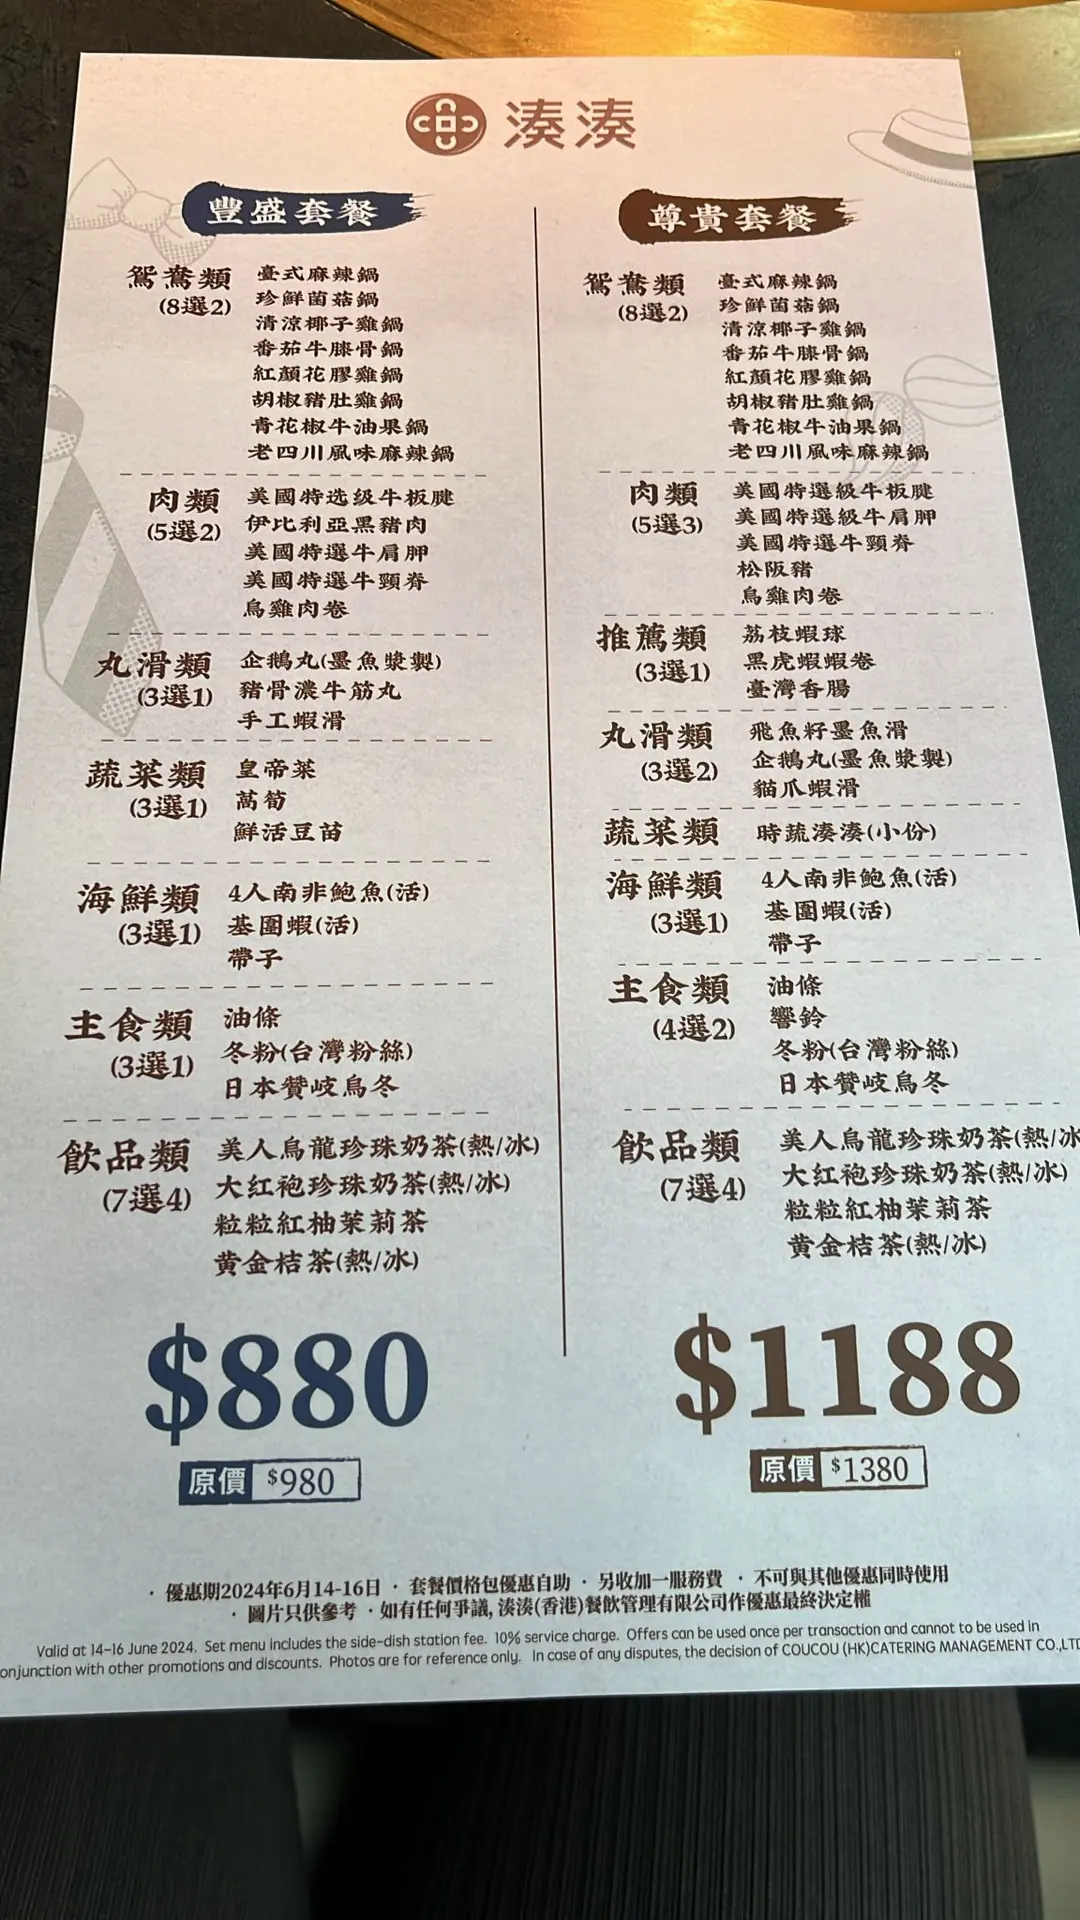 湊湊
豐盛套餐
鴛鴦類
(8選2)
臺式麻辣鍋
珍鮮菌菇鍋
清涼椰子雞鍋
番茄牛膝骨鍋
紅顏花膠雞鍋
胡椒豬肚雞鍋
青花椒牛油果鍋
老四川風味麻辣鍋
肉類
(5選2)
美國特选级牛板腱
伊比利亞黑豬肉
美國特選牛肩胛
美國特選牛頸脊
烏雞肉卷
丸滑類
(3選1)
企鵝丸(墨魚漿製)
豬骨濃牛筋丸
手工蝦滑
蔬菜類
(3選1)
皇帝菜
萵筍
鮮活豆苗
海鮮類
(3選1)
4人南非鮑魚(活)
基圍蝦(活)
帶子
主食類
(3選1)
油條
冬粉(台灣粉絲)
日本贊岐烏冬
飲品類
(7選4)
美人烏龍珍珠奶茶(熱/冰)
大红袍珍珠奶茶(熱/冰)
粒粒紅柚茉莉茶
黄金桔茶(熱/冰)
$880
原價 $980
尊貴套餐
鴛鴦類
(8選2)
臺式麻辣鍋
珍鮮菌菇鍋
清涼椰子雞鍋
番茄牛膝骨鍋
紅顏花膠雞鍋
胡椒豬肚雞鍋
青花椒牛油果鍋
老四川風味麻辣鍋
肉類
(5選3)
美國特選級牛板腱
美國特選級牛肩胛
美國特選牛頸脊
松阪豬
烏雞肉卷
推薦類
(3選1)
荔枝蝦球
黑虎蝦蝦卷
臺灣香腸
丸滑類
(3選2)
飛魚籽墨魚滑
企鵝丸(墨魚漿製)
貓爪蝦滑
蔬菜類
時蔬湊湊(小份)
海鮮類
(3選1)
4人南非鮑魚(活)
基圍蝦(活)
帶子
主食類
(4選2)
油條
響鈴
冬粉(台灣粉絲)
日本贊岐烏冬
飲品類
(7選4)
美人烏龍珍珠奶茶(熱/冰
大红袍珍珠奶茶(熱/冰)
粒粒紅柚茉莉茶
黄金桔茶(熱/冰)
$1188
原價 $1380
· 優惠期2024年6月14-16日 · 套餐價格包優惠自助 · 另收加一服務費 · 不可與其他優惠同時使用
· 圖片只供參考 · 如有任何爭議, 湊湊(香港)餐飲管理有限公司作優惠最終決定權
Valid at 14-16 June 2024. Set menu includes the side-dish station fee. 10% service charge. Offers can be used once per transaction and cannot to be used in
onjunction with other promotions and discounts. Photos are for reference only. In case of any disputes, the decision of COUCOU (HK)CATERING MANAGEMENT CO.,LTD